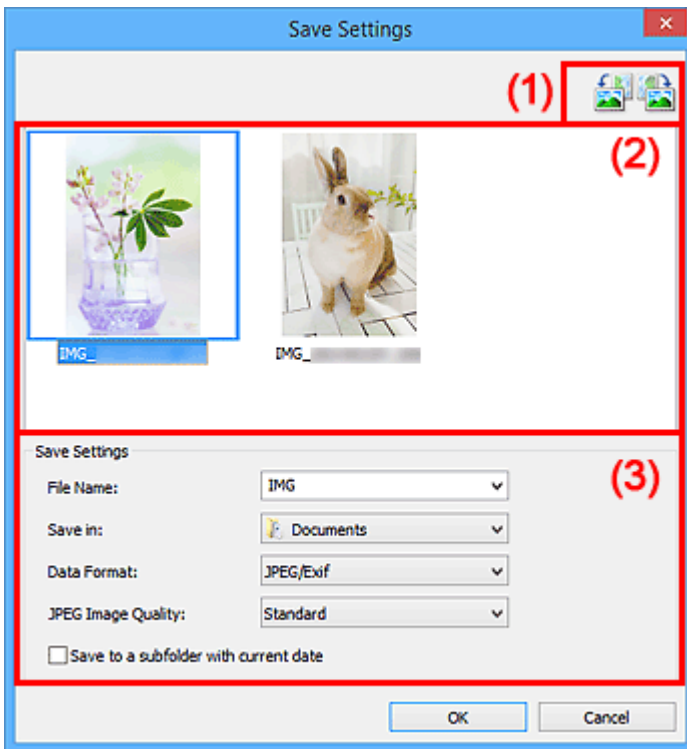 Save Settings
(1)
(2)
IMG_
IMG_
Save Settings
(3)
File Name: IMG
Save in: Documents
Data Format: JPEG/Exif
JPEG Image Quality: Standard
Save to a subfolder with current date
OK Cancel